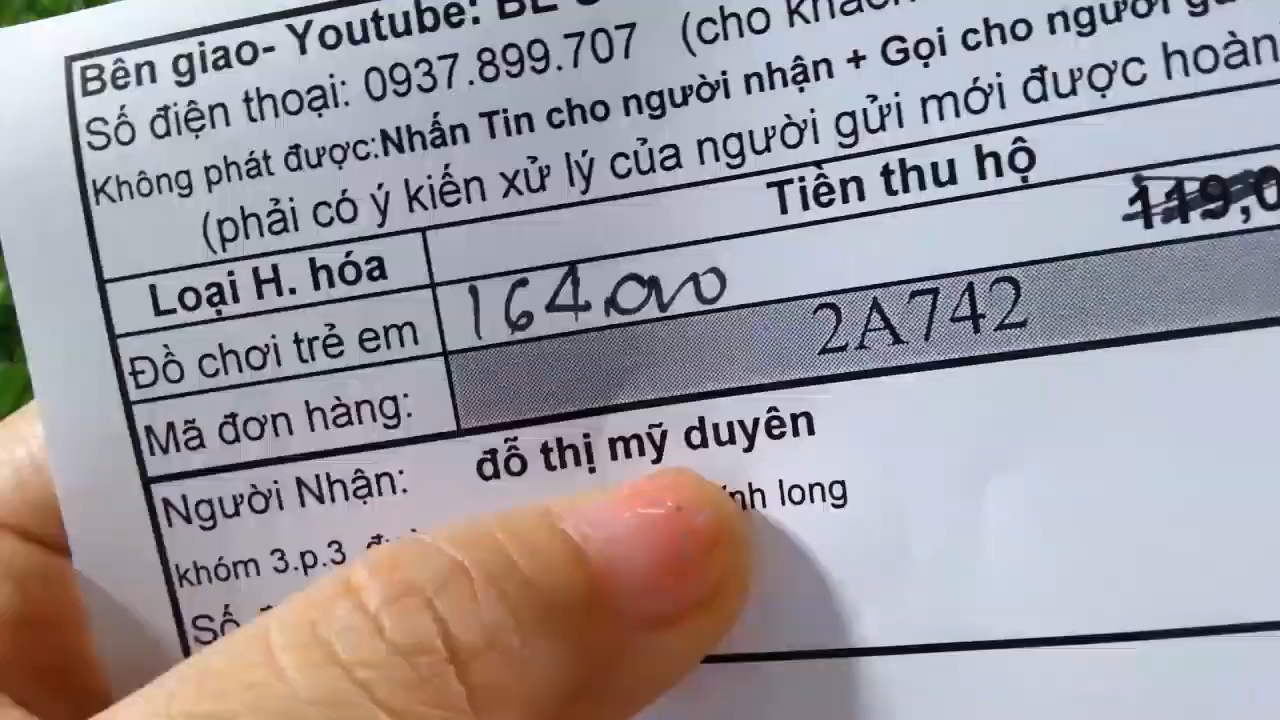 Bên giao- Youtube: BÉ
Số điện thoại: 0937.899.707 (cho khách
Không phát được:Nhấn Tin cho người nhận + Gọi cho người
(phải có ý kiến xử lý của người gửi mới được hoàn
Loại H. hóa Tiền thu hộ
Đồ chơi trẻ em 164.000 119,0
Mã đơn hàng: 2A742
Người Nhận: đỗ thị mỹ duyên
khóm 3.p.3 long
Số